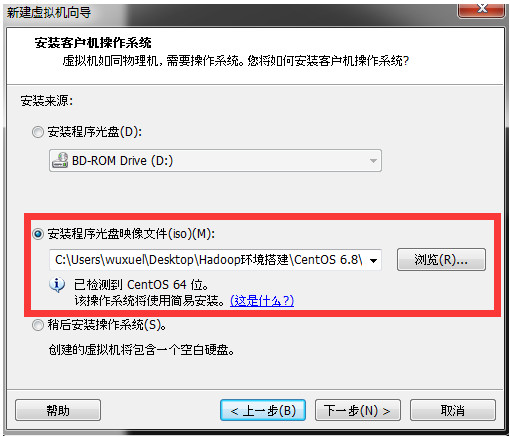 新建虚拟机向导
安装客户机操作系统
虚拟机如同物理机，需要操作系统。您将如何安装客户机操作系统？
安装来源:
安装程序光盘(D):
BD-ROM Drive (D:)
安装程序光盘映像文件(iso)(M):
C:\Users\wuxuel\Desktop\Hadoop环境搭建\CentOS 6.8\
浏览(R)...
已检测到 CentOS 64 位。
该操作系统将使用简易安装。(这是什么?)
稍后安装操作系统(S)。
创建的虚拟机将包含一个空白硬盘。
帮助
< 上一步(B)
下一步(N) >
取消